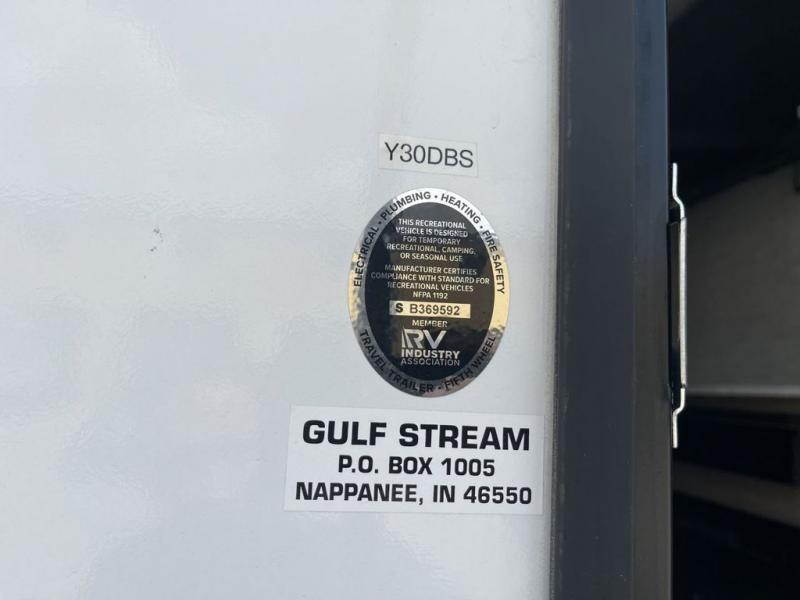 Y30DBS
ELECTRICAL • PLUMBING • HEATING • FIRE SAFETY
THIS RECREATIONAL
VEHICLE IS DESIGNED
FOR TEMPORARY
RECREATIONAL, CAMPING,
OR SEASONAL USE
MANUFACTURER CERTIFIES
COMPLIANCE WITH STANDARD FOR
RECREATIONAL VEHICLES
NFPA 1192
S B369592
MEMBER
RV
INDUSTRY
ASSOCIATION
TRAVEL TRAILER • FIFTH WHEEL
GULF STREAM
P.O. BOX 1005
NAPPANEE, IN 46550